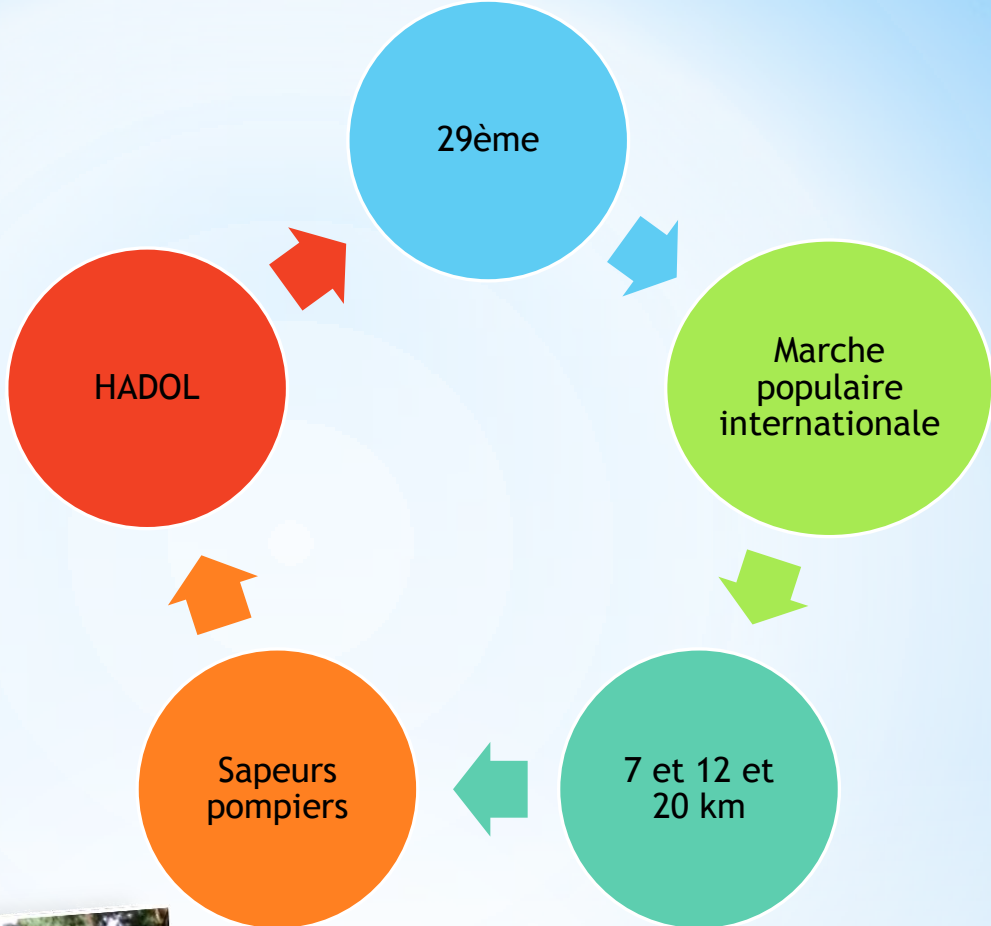 29ème
Marche
populaire
internationale
7 et 12 et
20 km
Sapeurs
pompiers
HADOL